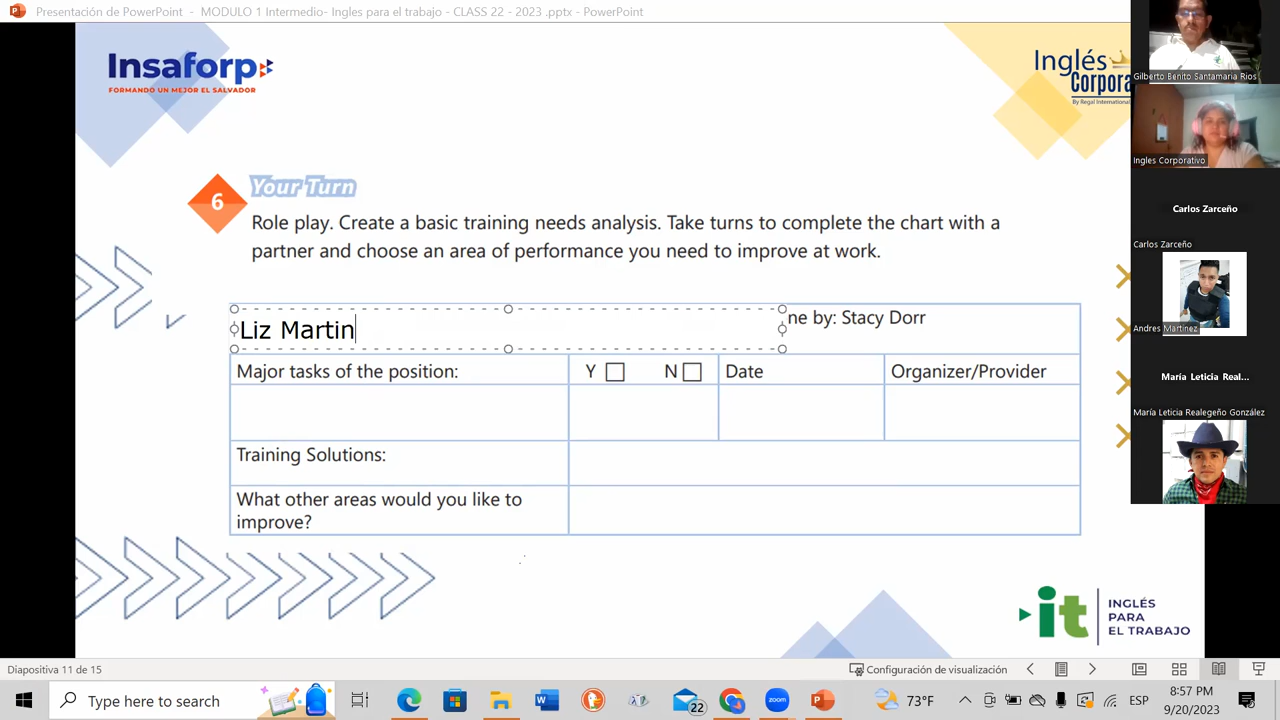 Presentación de PowerPoint - MODULO 1 Intermedio- Ingles para el trabajo - CLASS 22 - 2023 .pptx - PowerPoint
Insaforp
FORMANDO UN MEJOR EL SALVADOR
Inglés
Corpora
By Regal International
Gilberto Benito Santamaria Rios
Ingles Corporativo
Carlos Zarceño
Carlos Zarceño
Andres Martinez
María Leticia Real...
María Leticia Realegeño González
6
Your Turn
Role play. Create a basic training needs analysis. Take turns to complete the chart with a
partner and choose an area of performance you need to improve at work.
Liz Martin
ne by: Stacy Dorr
Major tasks of the position: Y N Date Organizer/Provider
Training Solutions:
What other areas would you like to
improve?
it
INGLÉS
PARA
EL TRABAJO
Diapositiva 11 de 15
Configuración de visualización
Type here to search
22
zoom
73°F
ESP
8:57 PM
9/20/2023